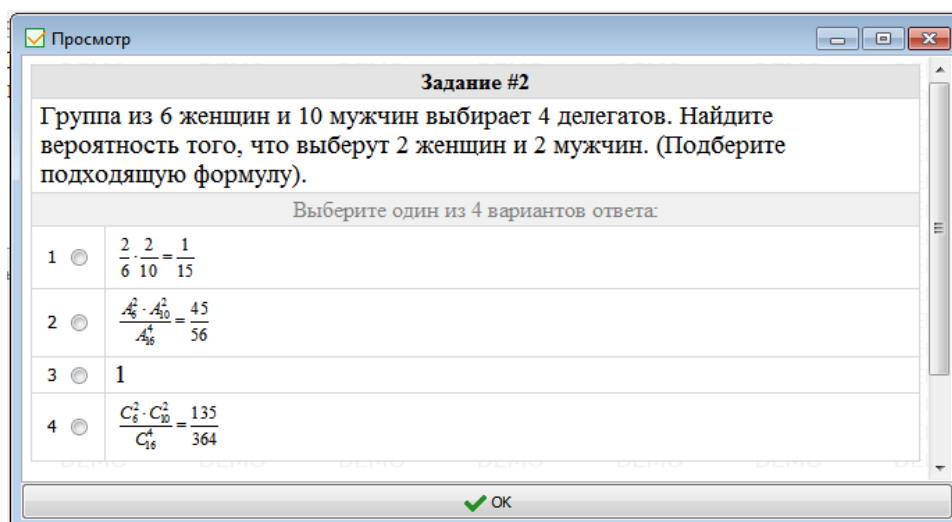 Просмотр
Задание #2
Группа из 6 женщин и 10 мужчин выбирает 4 делегатов. Найдите
вероятность того, что выберут 2 женщин и 2 мужчин. (Подберите
подходящую формулу).
Выберите один из 4 вариантов ответа:
1 2/6 · 2/10 = 1/15
2 A₆² · A₁₀² / A₁₆⁴ = 45/56
3 1
4 C₆² · C₁₀² / C₁₆⁴ = 135/364
OK